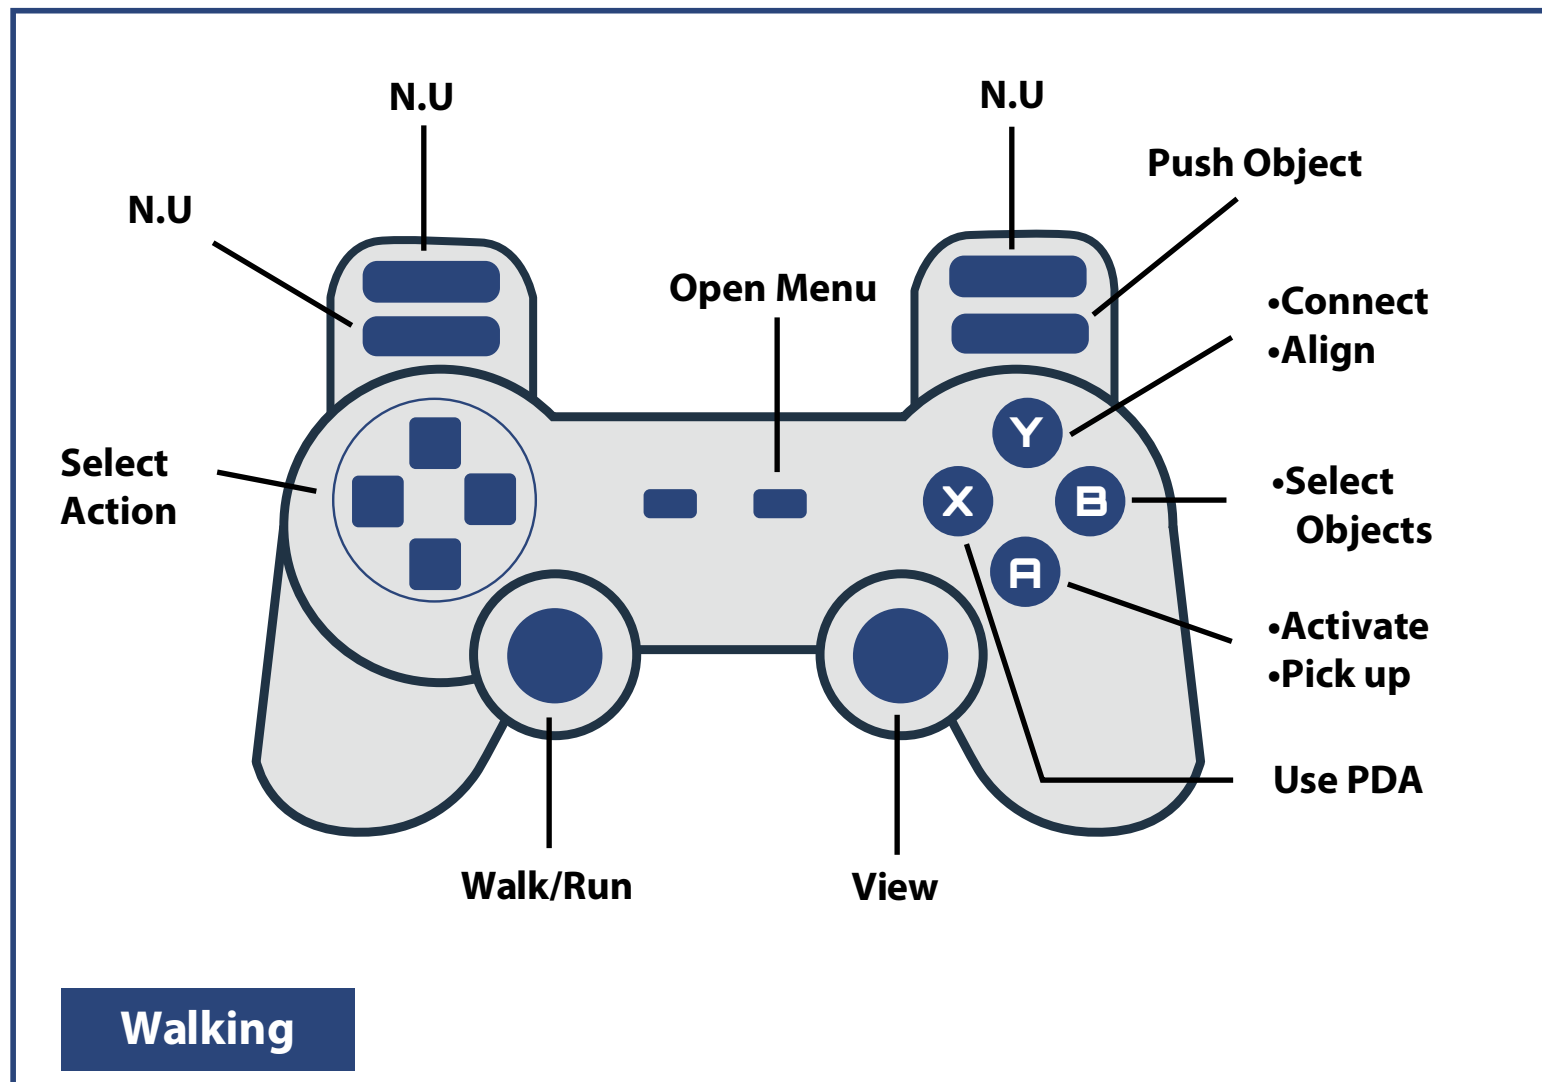 N.U
N.U
Push Object
N.U
Open Menu
•Connect
•Align
Y
Select
Action
X
B
•Select
Objects
A
•Activate
•Pick up
Use PDA
Walk/Run
View
Walking